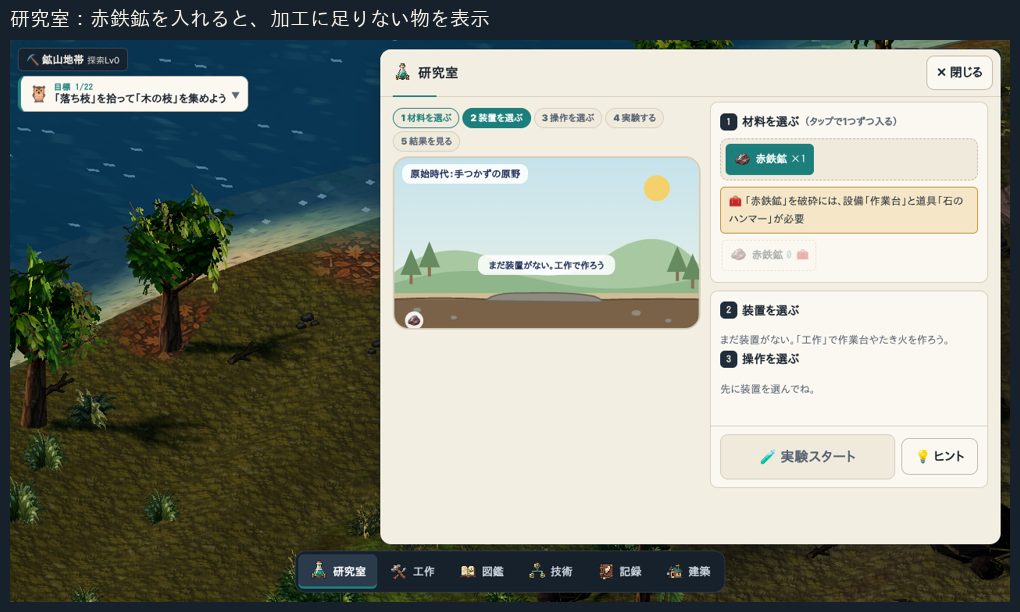 研究室：赤鉄鉱を入れると、加工に足りない物を表示
鉱山地帯 探索Lv0
目標 1/22
「落ち枝」を拾って「木の枝」を集めよう ▼
研究室
✕ 閉じる
1 材料を選ぶ
2 装置を選ぶ
3 操作を選ぶ
4 実験する
5 結果を見る
原始時代：手つかずの原野
まだ装置がない。工作で作ろう
1 材料を選ぶ（タップで1つずつ入る）
赤鉄鉱 ×1
「赤鉄鉱」を破砕には、設備「作業台」と道具「石の
ハンマー」が必要
赤鉄鉱 0
2 装置を選ぶ
まだ装置がない。「工作」で作業台やたき火を作ろう。
3 操作を選ぶ
先に装置を選んでね。
実験スタート
ヒント
研究室
工作
図鑑
技術
記録
建築